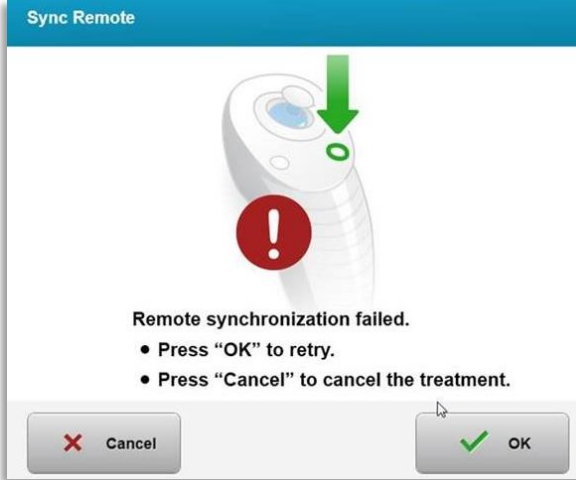 Sync Remote
Remote synchronization failed.
• Press “OK” to retry.
• Press “Cancel” to cancel the treatment.
Cancel
OK